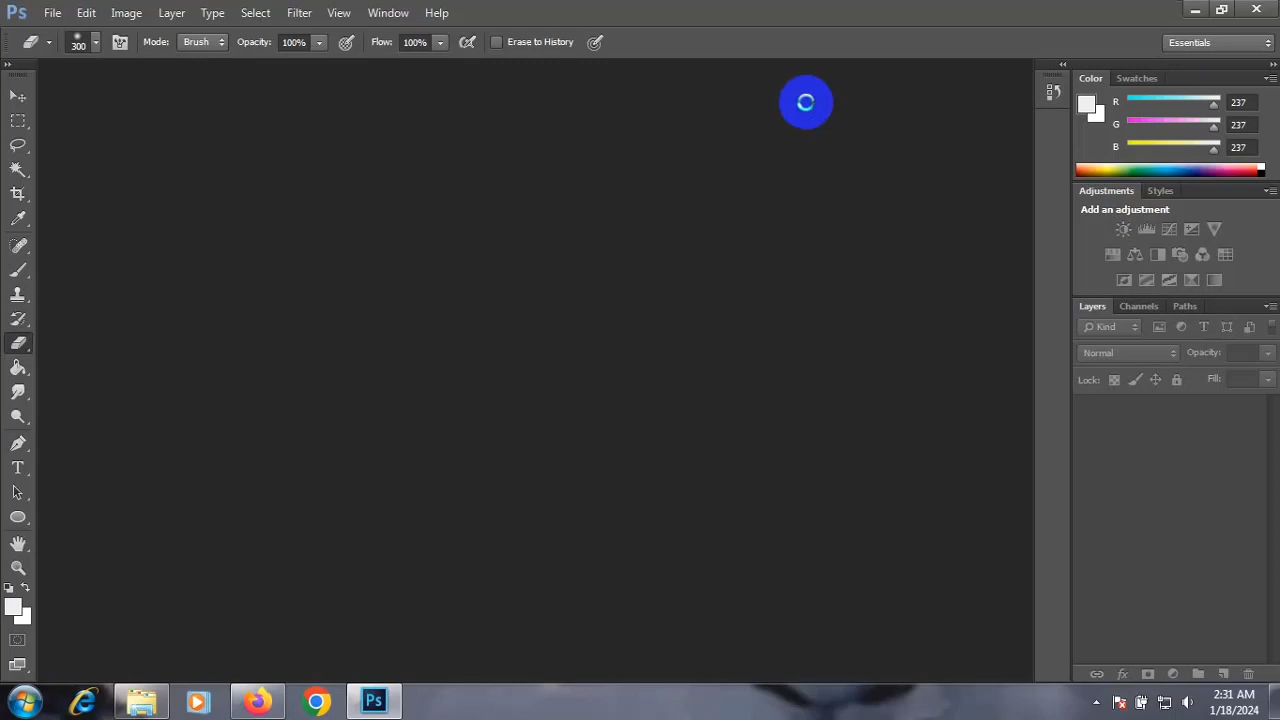 Ps File Edit Image Layer Type Select Filter View Window Help
300 Mode: Brush Opacity: 100% Flow: 100% Erase to History Essentials
Color Swatches
R 237
G 237
B 237
Adjustments Styles
Add an adjustment
Layers Channels Paths
Kind T
Normal Opacity:
Lock: Fill:
T
fx
Ps
2:31 AM
1/18/2024